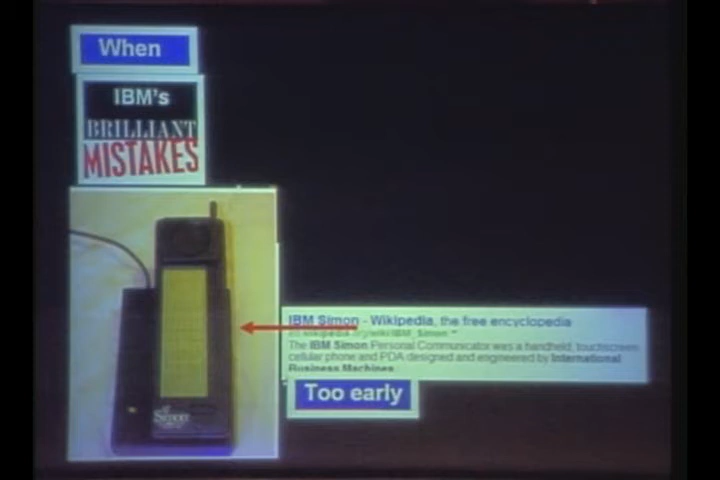 When
IBM's
BRILLIANT
MISTAKES
IBM Simon - Wikipedia, the free encyclopedia
en.wikipedia.org/wiki/IBM_Simon
The IBM Simon Personal Communicator was a handheld, touchscreen
cellular phone and PDA designed and engineered by International
Business Machines
Too early
Simon